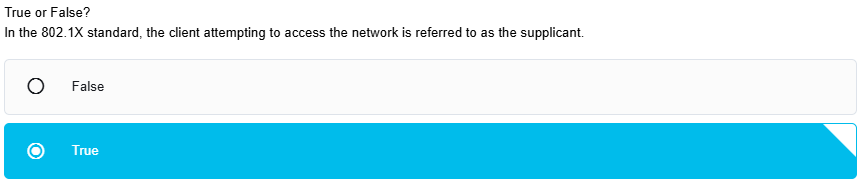 True or False?
In the 802.1X standard, the client attempting to access the network is referred to as the supplicant.
False
True